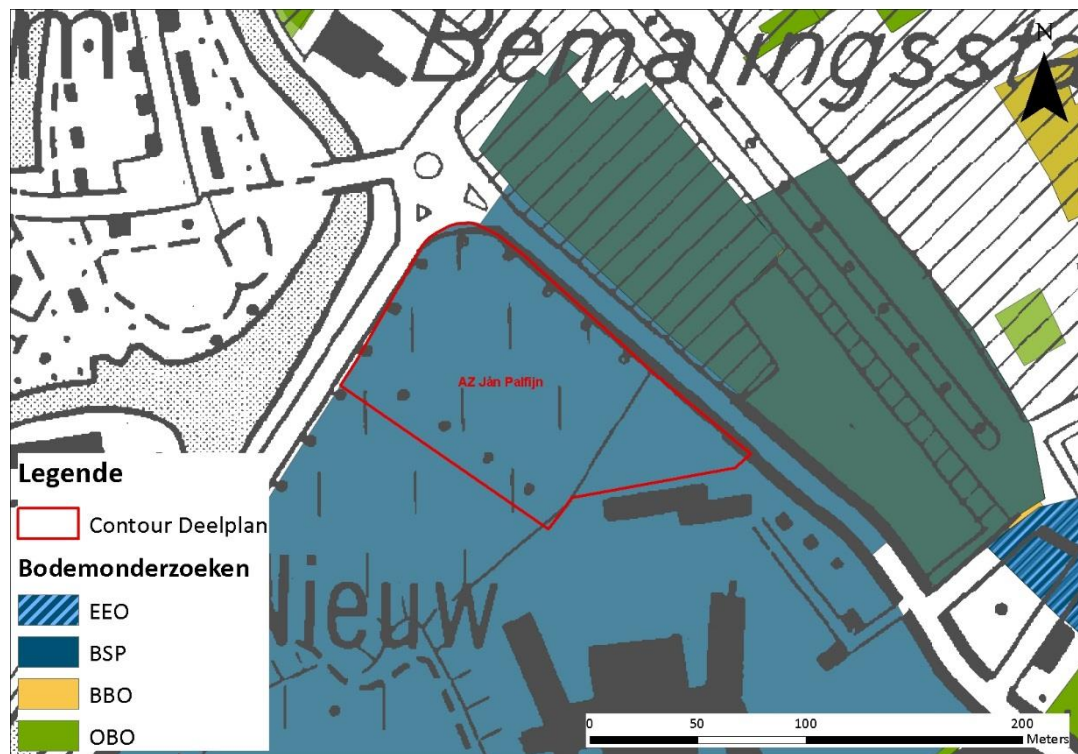 Bemalingssta
N
AZ Jan Palfijn
Nieuw
Legende
Contour Deelplan
Bodemonderzoeken
EEO
BSP
BBO
OBO
0 50 100 200
Meters